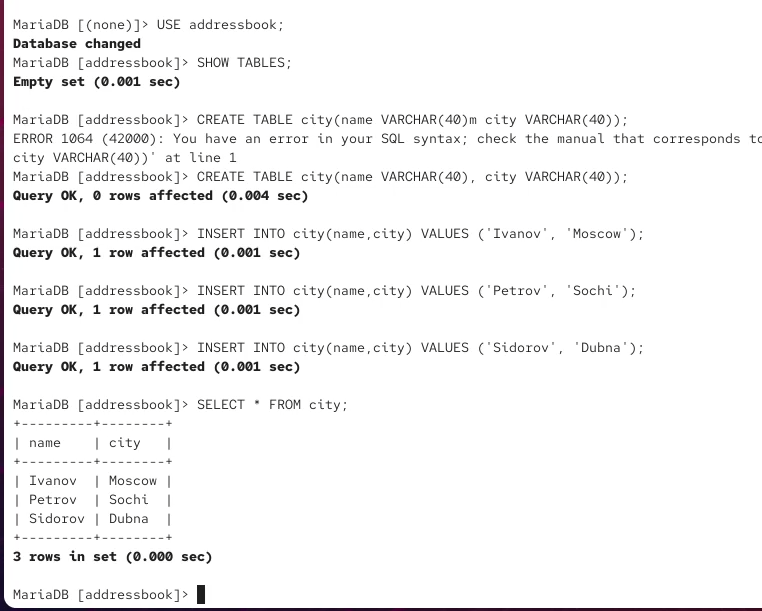 MariaDB [(none)]> USE addressbook;
Database changed
MariaDB [addressbook]> SHOW TABLES;
Empty set (0.001 sec)
MariaDB [addressbook]> CREATE TABLE city(name VARCHAR(40)m city VARCHAR(40));
ERROR 1064 (42000): You have an error in your SQL syntax; check the manual that corresponds to
city VARCHAR(40))' at line 1
MariaDB [addressbook]> CREATE TABLE city(name VARCHAR(40), city VARCHAR(40));
Query OK, 0 rows affected (0.004 sec)
MariaDB [addressbook]> INSERT INTO city(name,city) VALUES ('Ivanov', 'Moscow');
Query OK, 1 row affected (0.001 sec)
MariaDB [addressbook]> INSERT INTO city(name,city) VALUES ('Petrov', 'Sochi');
Query OK, 1 row affected (0.001 sec)
MariaDB [addressbook]> INSERT INTO city(name,city) VALUES ('Sidorov', 'Dubna');
Query OK, 1 row affected (0.001 sec)
MariaDB [addressbook]> SELECT * FROM city;
+---------+--------+
| name    | city   |
+---------+--------+
| Ivanov  | Moscow |
| Petrov  | Sochi  |
| Sidorov | Dubna  |
+---------+--------+
3 rows in set (0.000 sec)
MariaDB [addressbook]>